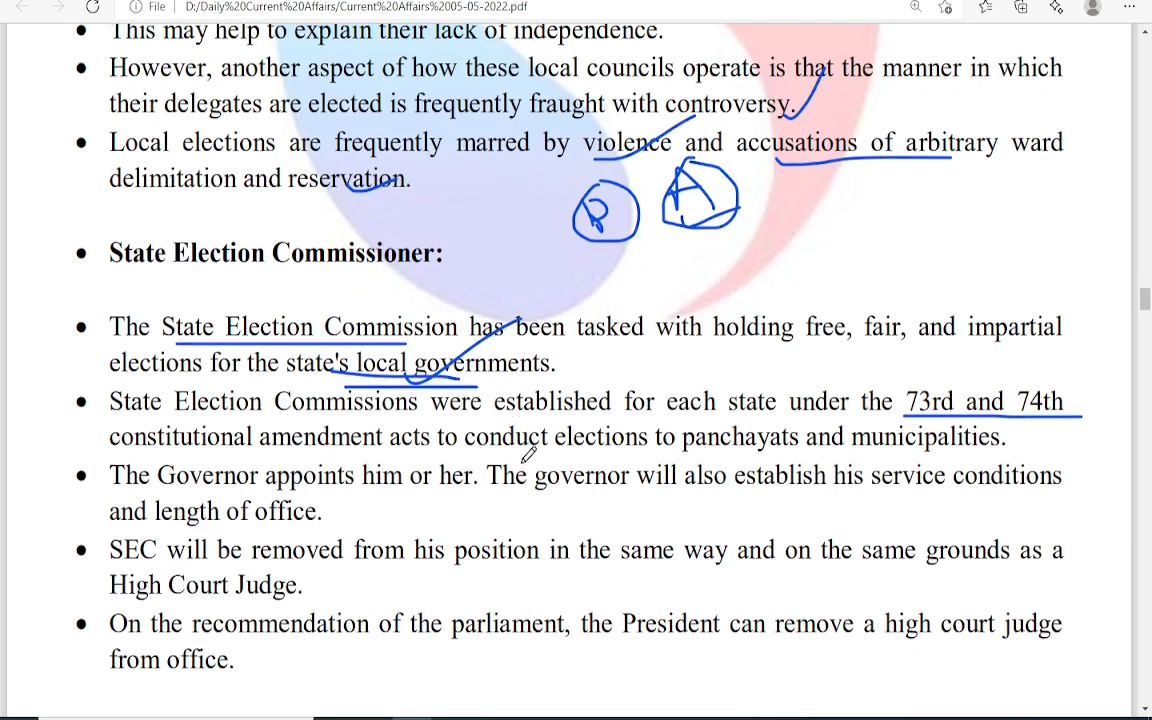 File
D:/Daily%20Current%20Affairs/Current%20Affairs%2005-05-2022.pdf
• This may help to explain their lack of independence.
• However, another aspect of how these local councils operate is that the manner in which
their delegates are elected is frequently fraught with controversy.
• Local elections are frequently marred by violence and accusations of arbitrary ward
delimitation and reservation.
R A
• State Election Commissioner:
• The State Election Commission has been tasked with holding free, fair, and impartial
elections for the state's local governments.
• State Election Commissions were established for each state under the 73rd and 74th
constitutional amendment acts to conduct elections to panchayats and municipalities.
• The Governor appoints him or her. The governor will also establish his service conditions
and length of office.
• SEC will be removed from his position in the same way and on the same grounds as a
High Court Judge.
• On the recommendation of the parliament, the President can remove a high court judge
from office.